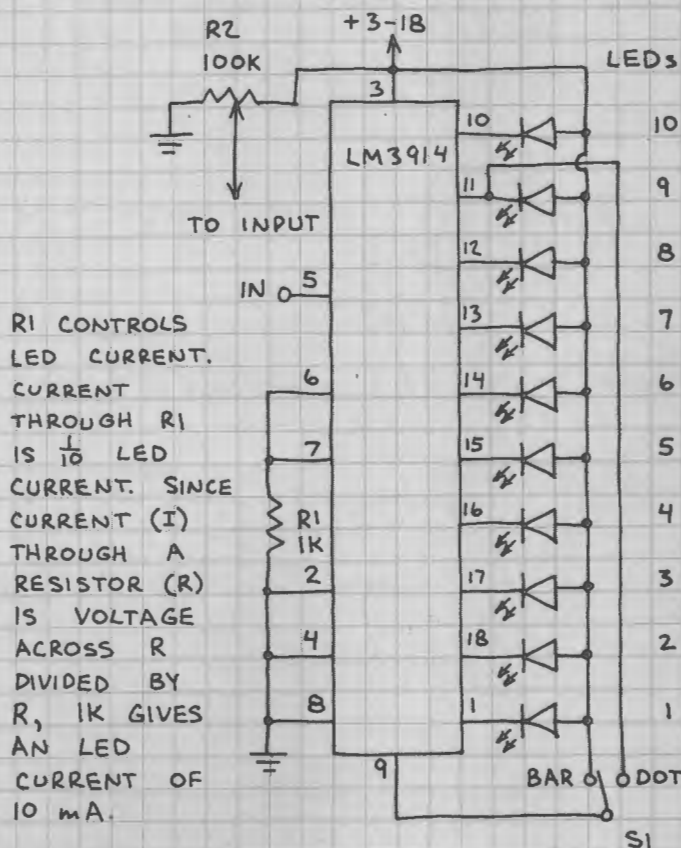 R2
100K
+3-18
LEDs
3
LM3914
TO INPUT
IN
5
6
7
R1
1K
2
4
8
9
10
11
12
13
14
15
16
17
18
1
10
9
8
7
6
5
4
3
2
1
BAR
DOT
S1
R1 CONTROLS
LED CURRENT.
CURRENT
THROUGH R1
IS 1/10 LED
CURRENT. SINCE
CURRENT (I)
THROUGH A
RESISTOR (R)
IS VOLTAGE
ACROSS R
DIVIDED BY
R, 1K GIVES
AN LED
CURRENT OF
10 mA.